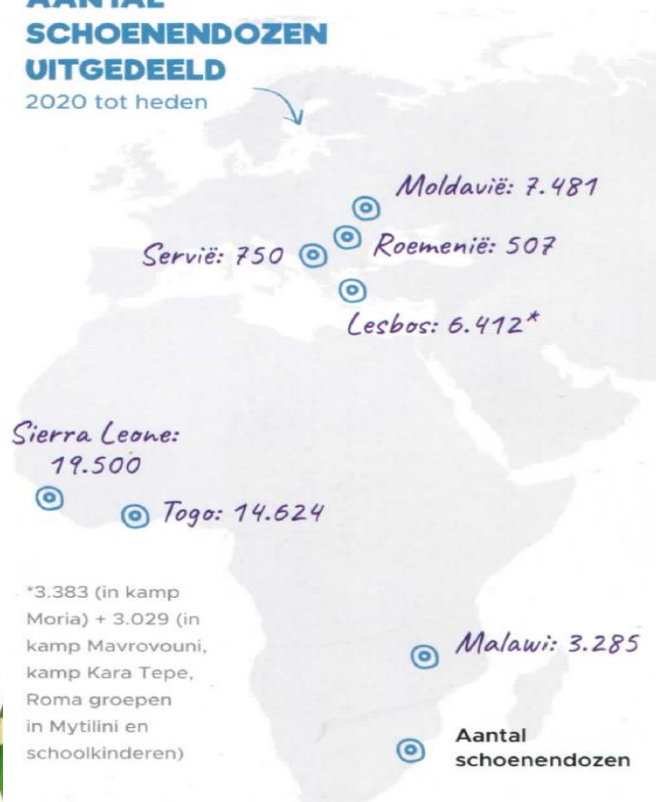 AANTAL
SCHOENENDOZEN
UITGEDEELD
2020 tot heden
Moldavië: 7.481
Servië: 750
Roemenië: 507
Lesbos: 6.412*
Sierra Leone:
19.500
Togo: 14.624
*3.383 (in kamp
Moria) + 3.029 (in
kamp Mavrovouni,
kamp Kara Tepe,
Roma groepen
in Mytilini en
schoolkinderen)
Malawi: 3.285
Aantal
schoenendozen